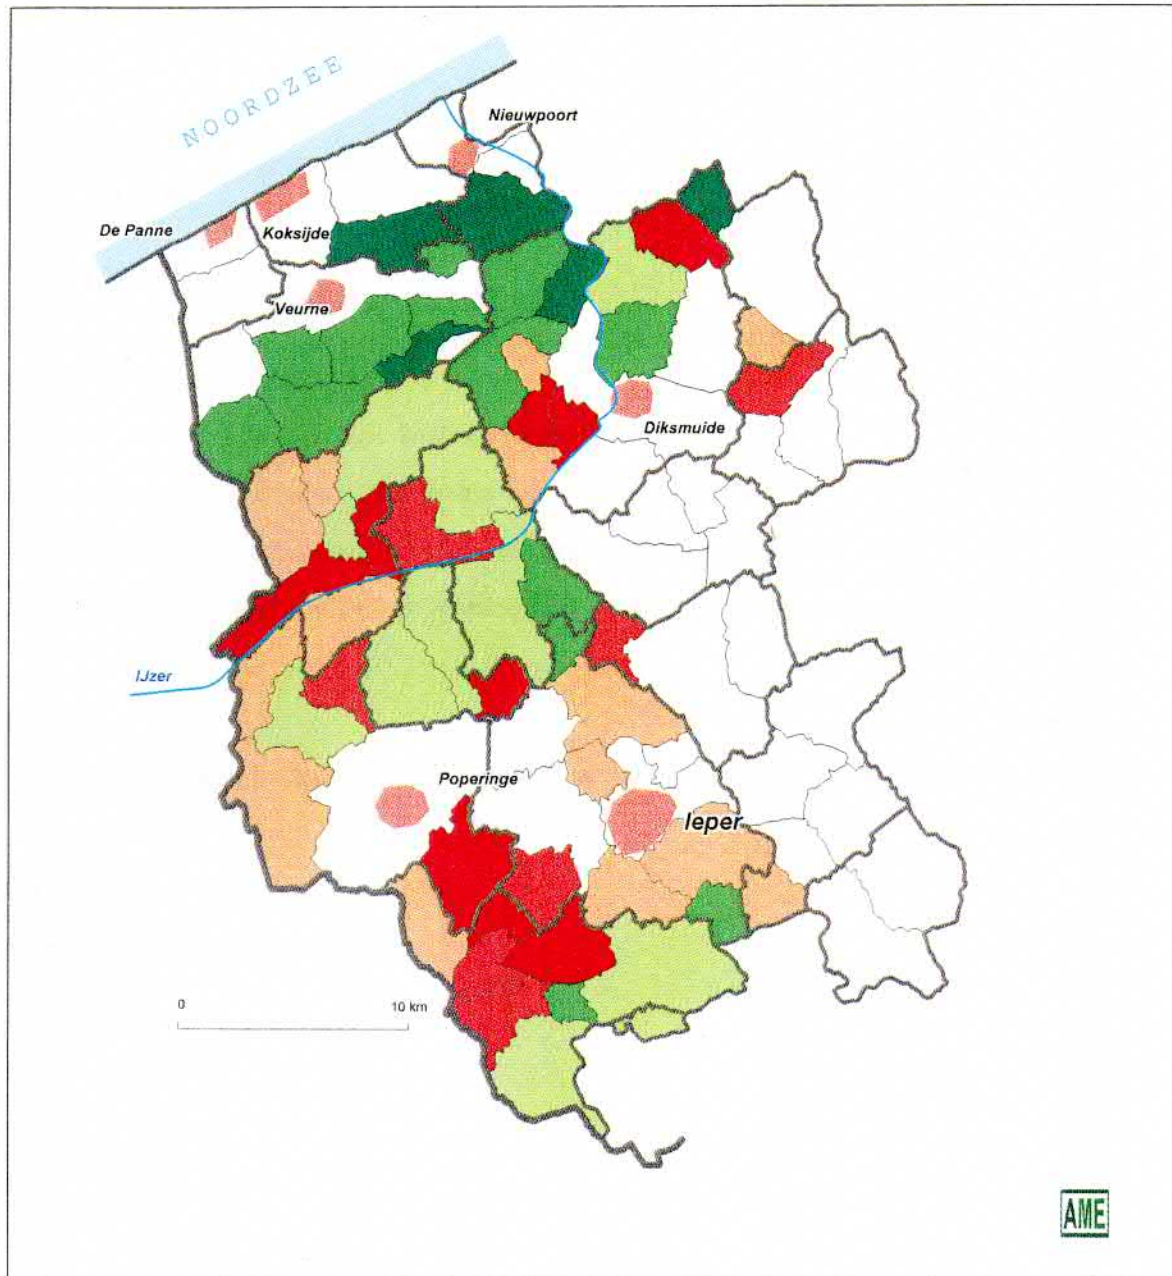 NOORDZEE
Nieuwpoort
De Panne
Koksijde
Veurne
Diksmuide
IJzer
Poperinge
Ieper
0 10 km
AME